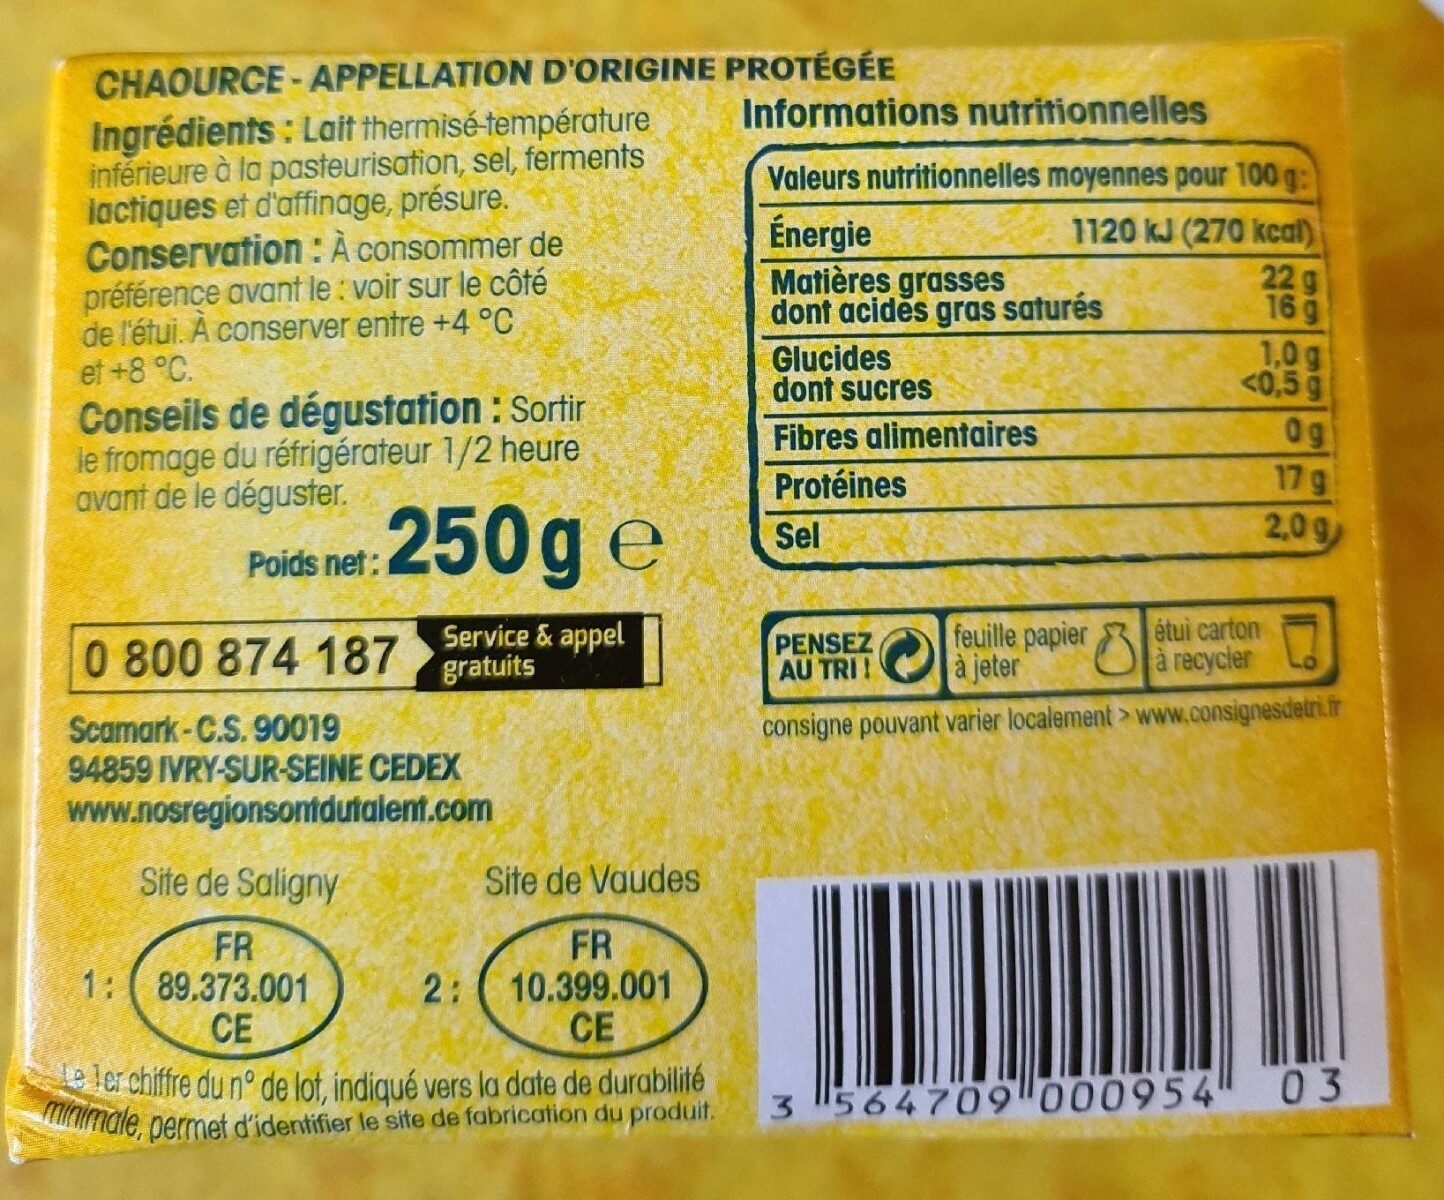 CHAOURCE - APPELLATION D'ORIGINE PROTÉGÉE
Ingrédients : Lait thermisé-température
inférieure à la pasteurisation, sel, ferments
lactiques et d'affinage, présure.
Conservation : À consommer de
préférence avant le : voir sur le côté
de l'étui. À conserver entre +4 °C
et +8 °C.
Conseils de dégustation : Sortir
le fromage du réfrigérateur 1/2 heure
avant de le déguster.
Poids net : 250g e
0 800 874 187 Service & appel
gratuits
Scamark - C.S. 90019
94859 IVRY-SUR-SEINE CEDEX
www.nosregionsontdutalent.com
Site de Saligny
1 : FR
89.373.001
CE
Site de Vaudes
2 : FR
10.399.001
CE
Le 1er chiffre du n° de lot, indiqué vers la date de durabilité
minimale, permet d'identifier le site de fabrication du produit.
Informations nutritionnelles
Valeurs nutritionnelles moyennes pour 100 g:
Énergie 1120 kJ (270 kcal)
Matières grasses 22 g
dont acides gras saturés 16 g
Glucides 1,0 g
dont sucres <0,5 g
Fibres alimentaires 0 g
Protéines 17 g
Sel 2,0 g
PENSEZ
AU TRI !
feuille papier
à jeter
étui carton
à recycler
consigne pouvant varier localement > www.consignesdetri.fr
3 564709 000954 03